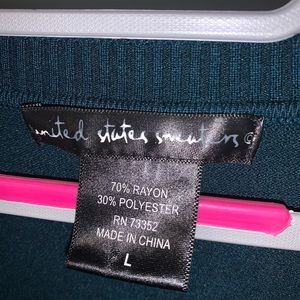 united states sweaters ©
70% RAYON
30% POLYESTER
RN 73352
MADE IN CHINA
L